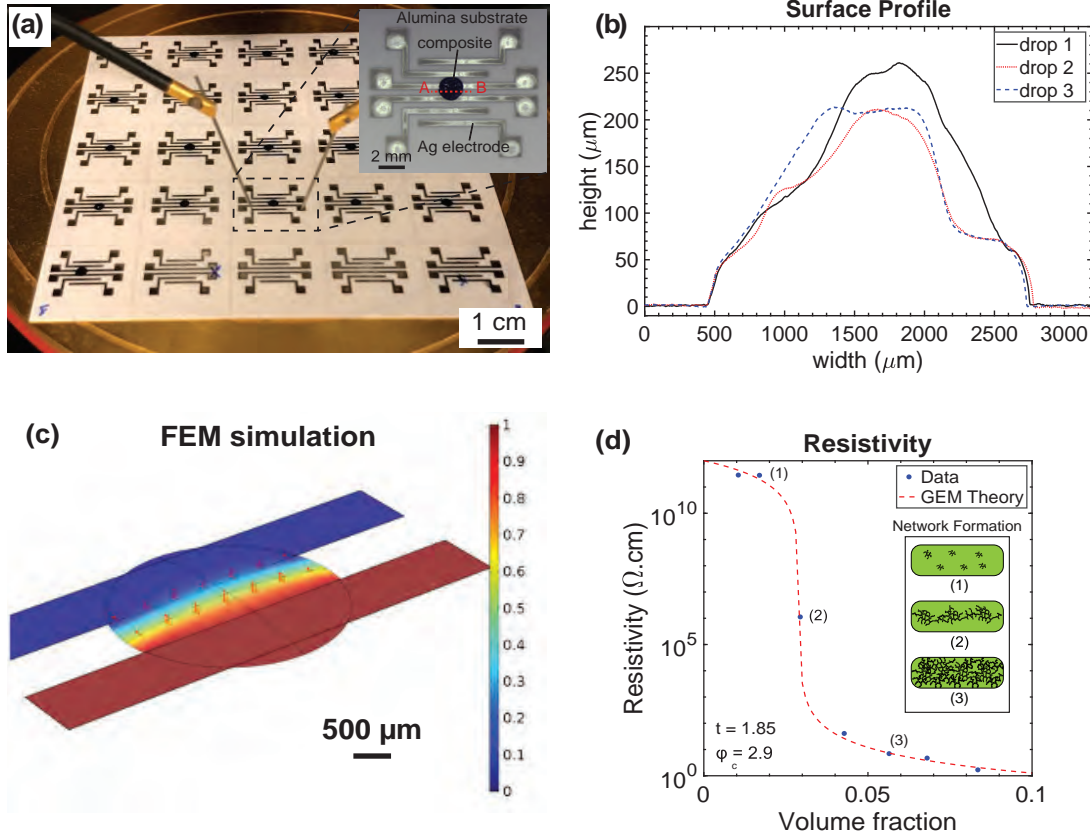 (a)
Alumina substrate
composite
A B
Ag electrode
2 mm
1 cm
(b)
Surface Profile
drop 1
drop 2
drop 3
250
200
150
100
50
0
height (μm)
0 500 1000 1500 2000 2500 3000
width (μm)
(c)
FEM simulation
1
0.9
0.8
0.7
0.6
0.5
0.4
0.3
0.2
0.1
0
500 μm
(d)
Resistivity
Data
GEM Theory
Network Formation
(1)
(2)
(3)
(1)
(2)
(3)
t = 1.85
φc = 2.9
10^10
10^5
10^0
Resistivity (Ω.cm)
0 0.05 0.1
Volume fraction